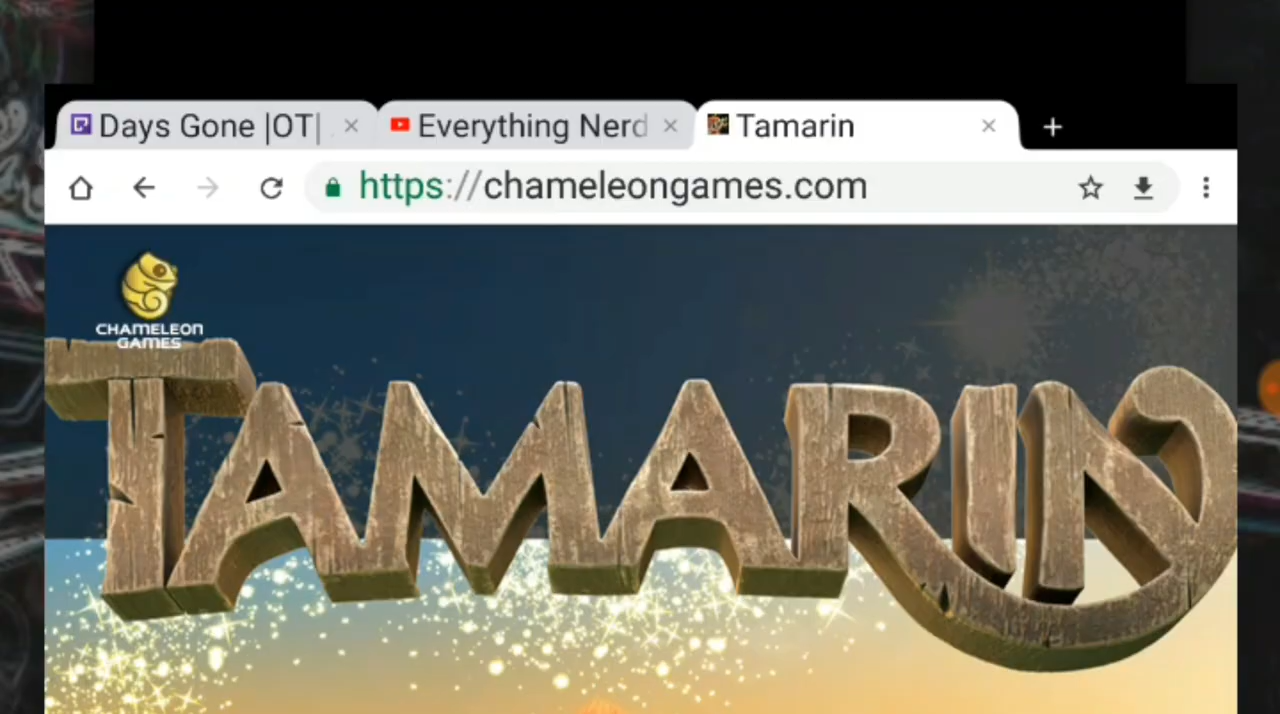 Days Gone |OT|
Everything Nerd
Tamarin
https://chameleongames.com
CHAMELEON
GAMES
TAMARIN